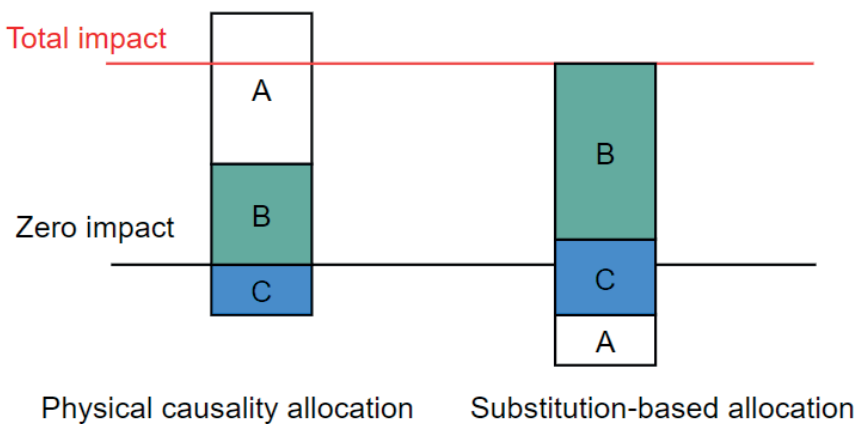 Total impact
A
B
B
Zero impact
C
C
A
Physical causality allocation
Substitution-based allocation